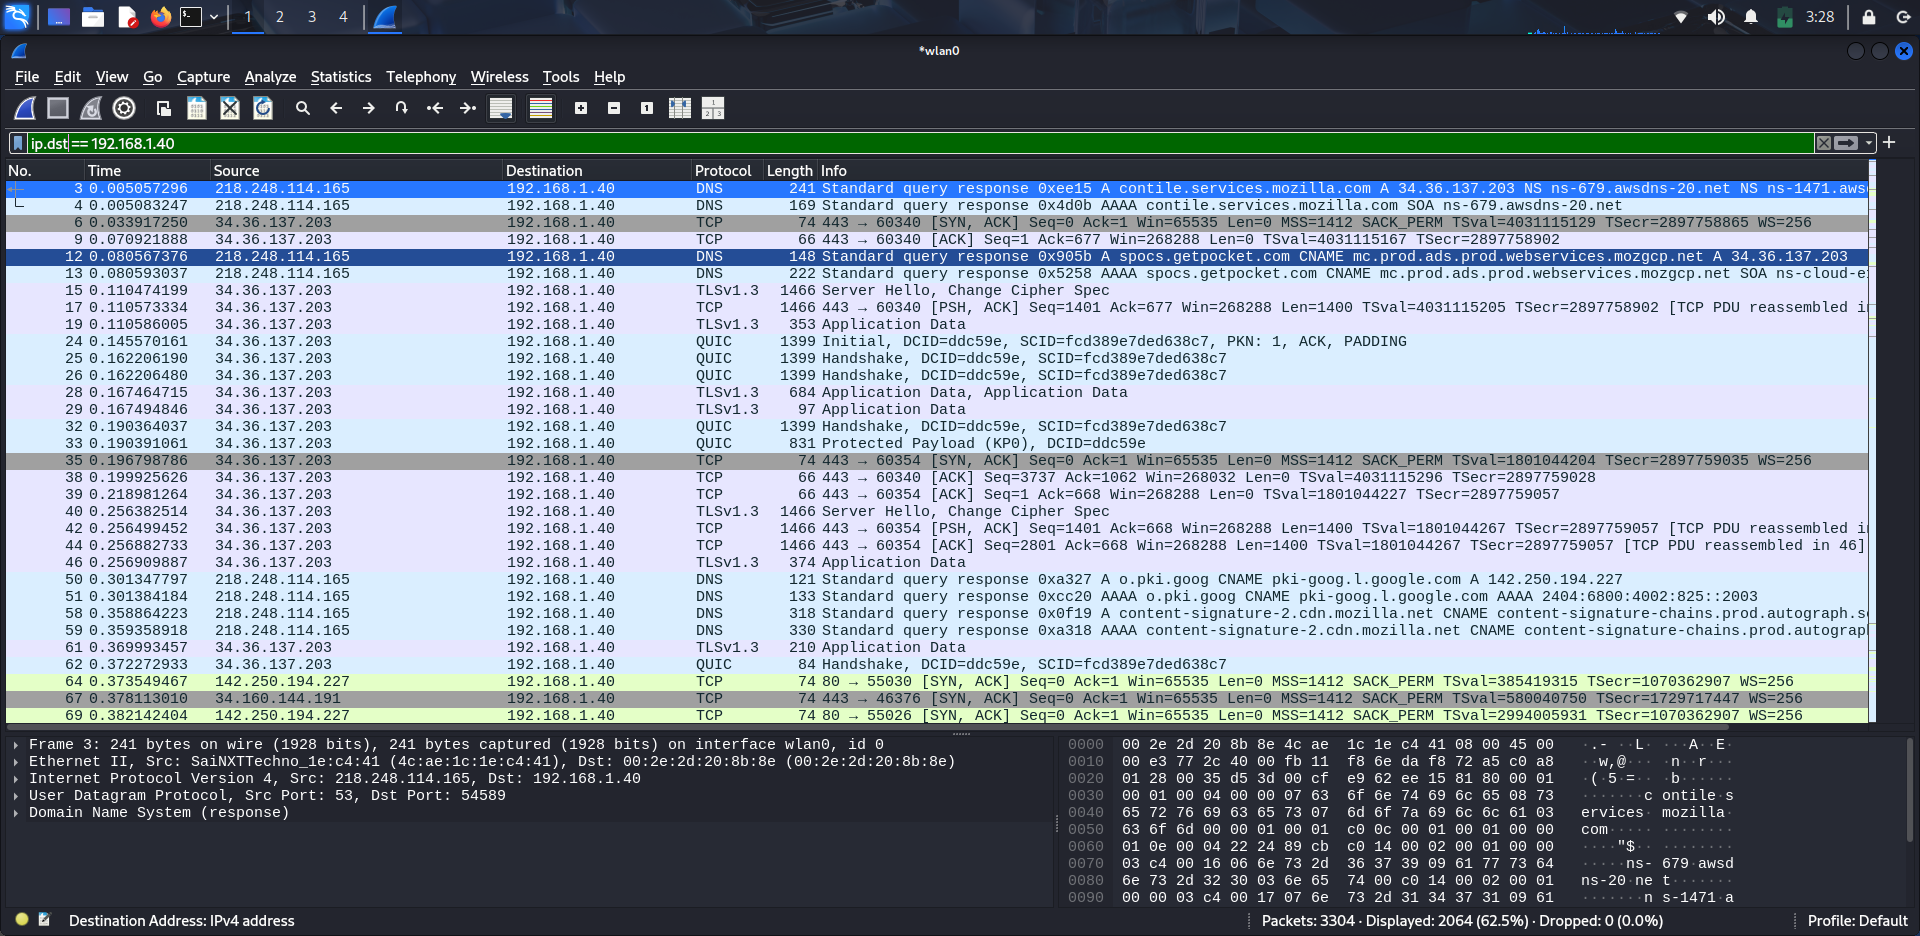 1 2 3 4 3:28
*wlan0
File Edit View Go Capture Analyze Statistics Telephony Wireless Tools Help
ip.dst == 192.168.1.40
No. Time Source Destination Protocol Length Info
3 0.005057296 218.248.114.165 192.168.1.40 DNS 241 Standard query response 0xee15 A contile.services.mozilla.com A 34.36.137.203 NS ns-679.awsdns-20.net NS ns-1471.aws
4 0.005083247 218.248.114.165 192.168.1.40 DNS 169 Standard query response 0x4d0b AAAA contile.services.mozilla.com SOA ns-679.awsdns-20.net
6 0.033917250 34.36.137.203 192.168.1.40 TCP 74 443 → 60340 [SYN, ACK] Seq=0 Ack=1 Win=65535 Len=0 MSS=1412 SACK_PERM TSval=4031115129 TSecr=2897758865 WS=256
9 0.070921888 34.36.137.203 192.168.1.40 TCP 66 443 → 60340 [ACK] Seq=1 Ack=677 Win=268288 Len=0 TSval=4031115167 TSecr=2897758902
12 0.080567376 218.248.114.165 192.168.1.40 DNS 148 Standard query response 0x905b A spocs.getpocket.com CNAME mc.prod.ads.prod.webservices.mozgcp.net A 34.36.137.203
13 0.080593037 218.248.114.165 192.168.1.40 DNS 222 Standard query response 0x5258 AAAA spocs.getpocket.com CNAME mc.prod.ads.prod.webservices.mozgcp.net SOA ns-cloud-e
15 0.110474199 34.36.137.203 192.168.1.40 TLSv1.3 1466 Server Hello, Change Cipher Spec
17 0.110573334 34.36.137.203 192.168.1.40 TCP 1466 443 → 60340 [PSH, ACK] Seq=1401 Ack=677 Win=268288 Len=1400 TSval=4031115205 TSecr=2897758902 [TCP PDU reassembled in
19 0.110586005 34.36.137.203 192.168.1.40 TLSv1.3 353 Application Data
24 0.145570161 34.36.137.203 192.168.1.40 QUIC 1399 Initial, DCID=ddc59e, SCID=fcd389e7ded638c7, PKN: 1, ACK, PADDING
25 0.162206190 34.36.137.203 192.168.1.40 QUIC 1399 Handshake, DCID=ddc59e, SCID=fcd389e7ded638c7
26 0.162206480 34.36.137.203 192.168.1.40 QUIC 1399 Handshake, DCID=ddc59e, SCID=fcd389e7ded638c7
28 0.167464715 34.36.137.203 192.168.1.40 TLSv1.3 684 Application Data, Application Data
29 0.167494846 34.36.137.203 192.168.1.40 TLSv1.3 97 Application Data
32 0.190364037 34.36.137.203 192.168.1.40 QUIC 1399 Handshake, DCID=ddc59e, SCID=fcd389e7ded638c7
33 0.190391061 34.36.137.203 192.168.1.40 QUIC 831 Protected Payload (KP0), DCID=ddc59e
35 0.196798786 34.36.137.203 192.168.1.40 TCP 74 443 → 60354 [SYN, ACK] Seq=0 Ack=1 Win=65535 Len=0 MSS=1412 SACK_PERM TSval=1801044204 TSecr=2897759035 WS=256
38 0.199925626 34.36.137.203 192.168.1.40 TCP 66 443 → 60340 [ACK] Seq=3737 Ack=1062 Win=268032 Len=0 TSval=4031115296 TSecr=2897759028
39 0.218981264 34.36.137.203 192.168.1.40 TCP 66 443 → 60354 [ACK] Seq=1 Ack=668 Win=268288 Len=0 TSval=1801044227 TSecr=2897759057
40 0.256382514 34.36.137.203 192.168.1.40 TLSv1.3 1466 Server Hello, Change Cipher Spec
42 0.256499452 34.36.137.203 192.168.1.40 TCP 1466 443 → 60354 [PSH, ACK] Seq=1401 Ack=668 Win=268288 Len=1400 TSval=1801044267 TSecr=2897759057 [TCP PDU reassembled in
44 0.256882733 34.36.137.203 192.168.1.40 TCP 1466 443 → 60354 [ACK] Seq=2801 Ack=668 Win=268288 Len=1400 TSval=1801044267 TSecr=2897759057 [TCP PDU reassembled in 46]
46 0.256909887 34.36.137.203 192.168.1.40 TLSv1.3 374 Application Data
50 0.301347797 218.248.114.165 192.168.1.40 DNS 121 Standard query response 0xa327 A o.pki.goog CNAME pki-goog.l.google.com A 142.250.194.227
51 0.301384184 218.248.114.165 192.168.1.40 DNS 133 Standard query response 0xcc20 AAAA o.pki.goog CNAME pki-goog.l.google.com AAAA 2404:6800:4002:825::2003
58 0.358864223 218.248.114.165 192.168.1.40 DNS 318 Standard query response 0x0f19 A content-signature-2.cdn.mozilla.net CNAME content-signature-chains.prod.autograph.s
59 0.359358918 218.248.114.165 192.168.1.40 DNS 330 Standard query response 0xa318 AAAA content-signature-2.cdn.mozilla.net CNAME content-signature-chains.prod.autograph
61 0.369993457 34.36.137.203 192.168.1.40 TLSv1.3 210 Application Data
62 0.372272933 34.36.137.203 192.168.1.40 QUIC 84 Handshake, DCID=ddc59e, SCID=fcd389e7ded638c7
64 0.373549467 142.250.194.227 192.168.1.40 TCP 74 80 → 55030 [SYN, ACK] Seq=0 Ack=1 Win=65535 Len=0 MSS=1412 SACK_PERM TSval=385419315 TSecr=1070362907 WS=256
67 0.378113010 34.160.144.191 192.168.1.40 TCP 74 443 → 46376 [SYN, ACK] Seq=0 Ack=1 Win=65535 Len=0 MSS=1412 SACK_PERM TSval=580040750 TSecr=1729717447 WS=256
69 0.382142404 142.250.194.227 192.168.1.40 TCP 74 80 → 55026 [SYN, ACK] Seq=0 Ack=1 Win=65535 Len=0 MSS=1412 SACK_PERM TSval=2994005931 TSecr=1070362907 WS=256
Frame 3: 241 bytes on wire (1928 bits), 241 bytes captured (1928 bits) on interface wlan0, id 0
Ethernet II, Src: SaiNXTTechno_1e:c4:41 (4c:ae:1c:1e:c4:41), Dst: 00:2e:2d:20:8b:8e (00:2e:2d:20:8b:8e)
Internet Protocol Version 4, Src: 218.248.114.165, Dst: 192.168.1.40
User Datagram Protocol, Src Port: 53, Dst Port: 54589
Domain Name System (response)
0000 00 2e 2d 20 8b 8e 4c ae 1c 1e c4 41 08 00 45 00 ·.- ··L· ···A··E·
0010 00 e3 77 2c 40 00 fb 11 f6 6e da f8 72 a5 c0 a8 ··w,@··· ·n··r···
0020 01 28 00 35 d5 3d 00 cf e9 62 ee 15 81 80 00 01 ·(·5·=·· ·b······
0030 00 01 00 04 00 00 07 63 6f 6e 74 69 6c 65 08 73 ·······c ontile·s
0040 65 72 76 69 63 65 73 07 6d 6f 7a 69 6c 6c 61 03 ervices· mozilla·
0050 63 6f 6d 00 00 01 00 01 c0 0c 00 01 00 01 00 00 com····· ········
0060 01 0e 00 04 22 24 89 cb c0 14 00 02 00 01 00 00 ····"$·· ········
0070 03 c4 00 16 06 6e 73 2d 36 37 39 09 61 77 73 64 ·····ns- 679·awsd
0080 6e 73 2d 32 30 03 6e 65 74 00 c0 14 00 02 00 01 ns-20·ne t·······
0090 00 00 03 c4 00 17 07 6e 73 2d 31 34 37 31 09 61 ·······n s-1471·a
Destination Address: IPv4 address Packets: 3304 · Displayed: 2064 (62.5%) · Dropped: 0 (0.0%) Profile: Default